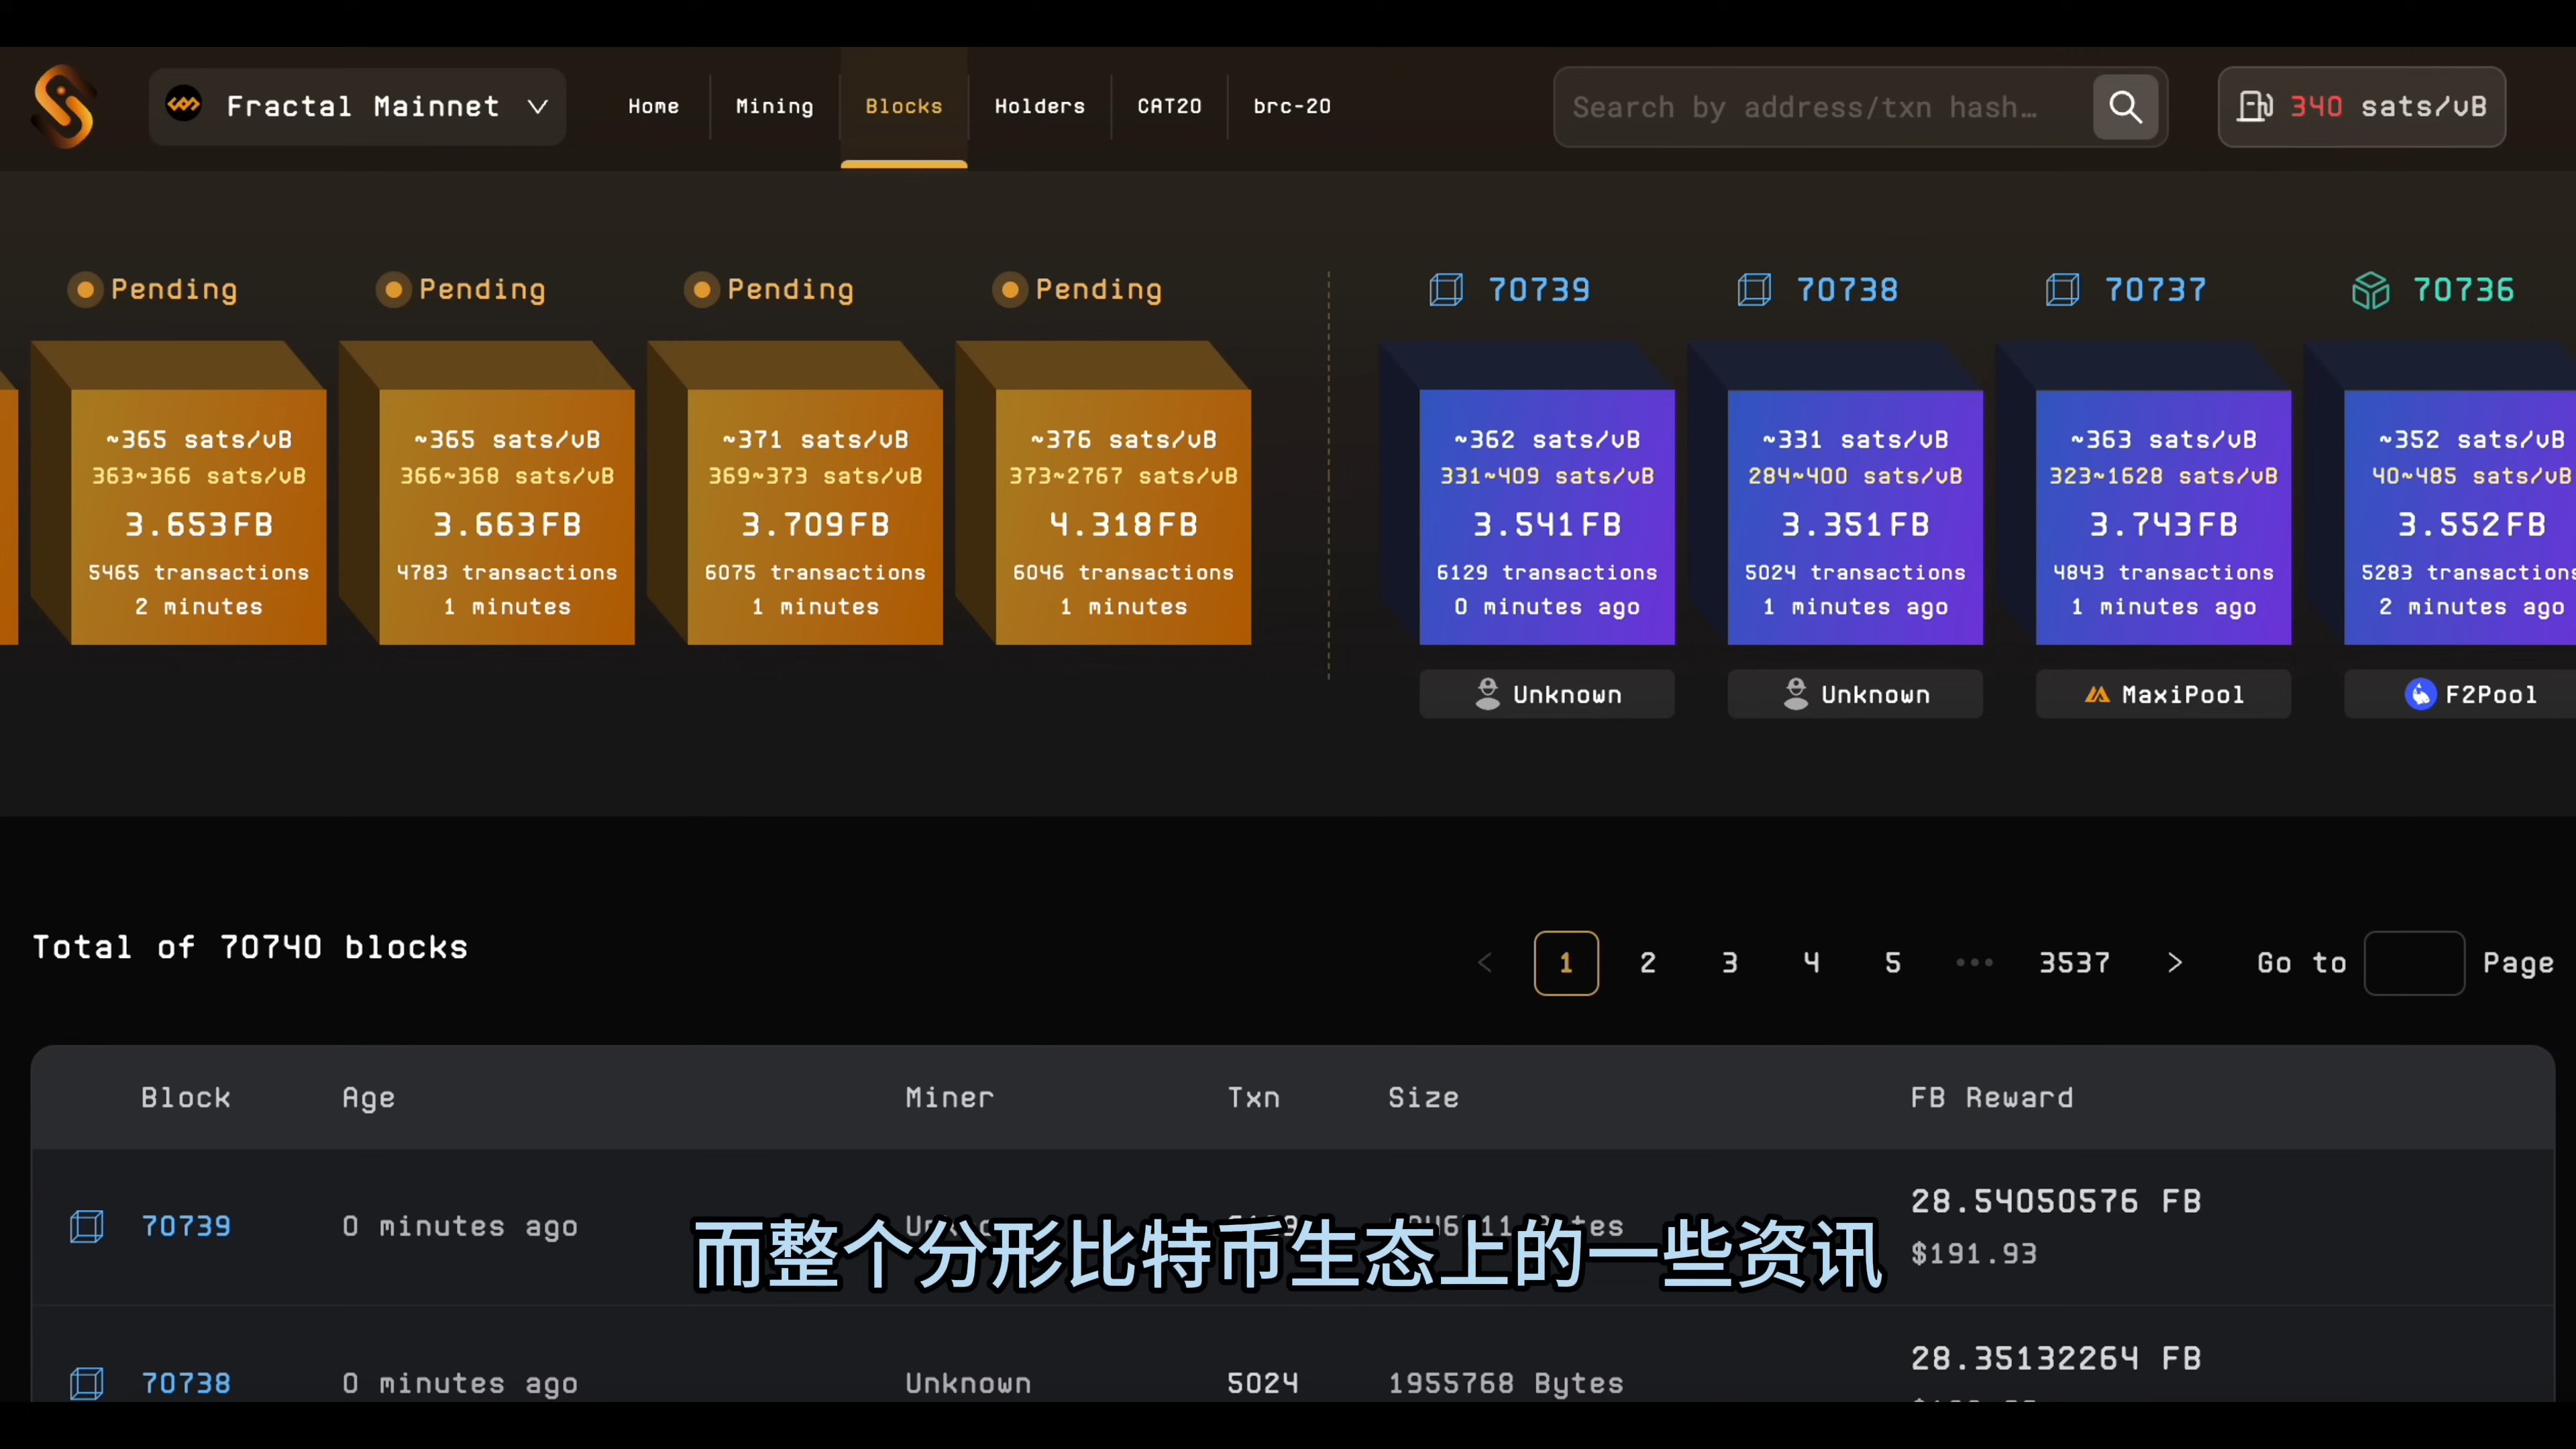 Fractal Mainnet
Home
Mining
Blocks
Holders
CAT20
brc-20
Search by address/txn hash…
340 sats/vB
Pending
Pending
Pending
Pending
70739
70738
70737
70736
~365 sats/vB
363~366 sats/vB
3.653FB
5465 transactions
2 minutes
~365 sats/vB
366~368 sats/vB
3.663FB
4783 transactions
1 minutes
~371 sats/vB
369~373 sats/vB
3.709FB
6075 transactions
1 minutes
~376 sats/vB
373~2767 sats/vB
4.318FB
6046 transactions
1 minutes
~362 sats/vB
331~409 sats/vB
3.541FB
6129 transactions
0 minutes ago
Unknown
~331 sats/vB
284~400 sats/vB
3.351FB
5024 transactions
1 minutes ago
Unknown
~363 sats/vB
323~1628 sats/vB
3.743FB
4843 transactions
1 minutes ago
MaxiPool
~352 sats/vB
40~485 sats/vB
3.552FB
5283 transactions
2 minutes ago
F2Pool
Total of 70740 blocks
< 1 2 3 4 5 ••• 3537 > Go to Page
Block Age Miner Txn Size FB Reward
70739 0 minutes ago
28.54050576 FB
$191.93
而整个分形比特币生态上的一些资讯
70738 0 minutes ago Unknown 5024 1955768 Bytes
28.35132264 FB